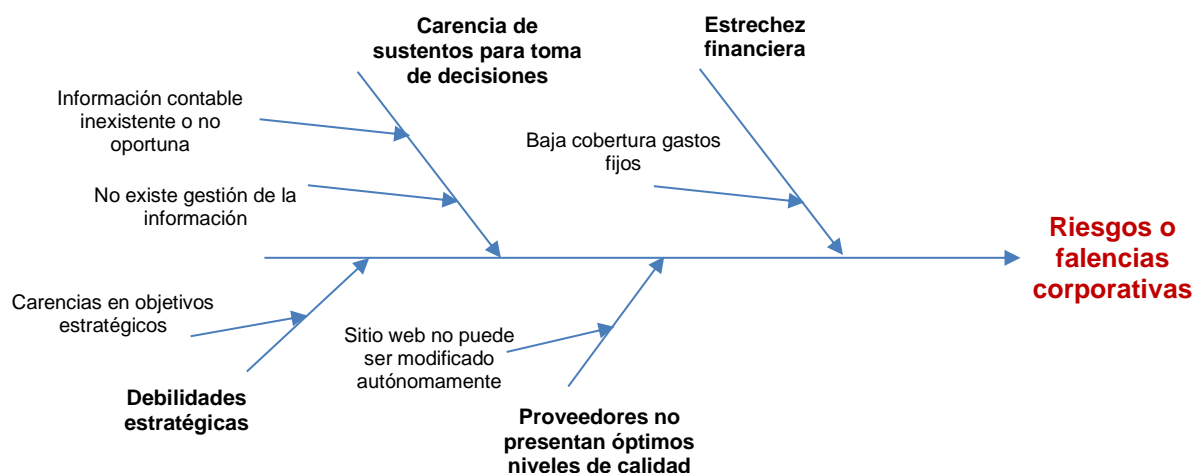 Carencia de
sustentos para toma
de decisiones
Estrechez
financiera
Información contable
inexistente o no
oportuna
Baja cobertura gastos
fijos
No existe gestión de la
información
Riesgos o
falencias
corporativas
Carencias en objetivos
estratégicos
Sitio web no puede
ser modificado
autónomamente
Debilidades
estratégicas
Proveedores no
presentan óptimos
niveles de calidad